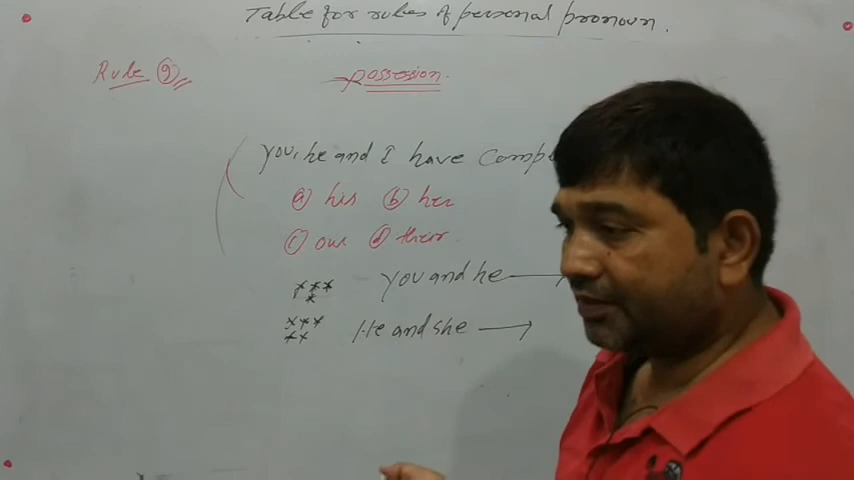 Table for rules of personal pronoun.
Rule 9 possession.
you, he and I have comp
a his b her
c our d their
you and he
He and she